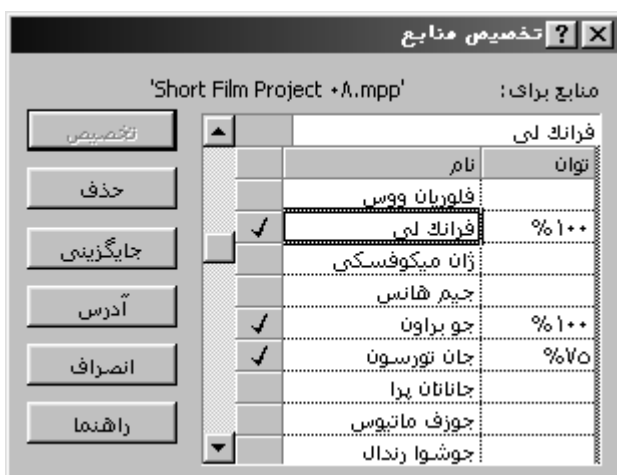 تخصیص منابع
منابع برای: 'Short Film Project ۰۸.mpp'
فرانك لی
نام توان
فلوریان ووس
فرانك لی %۱۰۰
ژان میکوفسکی
جیم هانس
جو براون %۱۰۰
جان تورسون %۷۵
جاناتان پرا
جوزف ماتیوس
جوشوا رندال
تخصیص
حذف
جایگزینی
آدرس
انصراف
راهنما